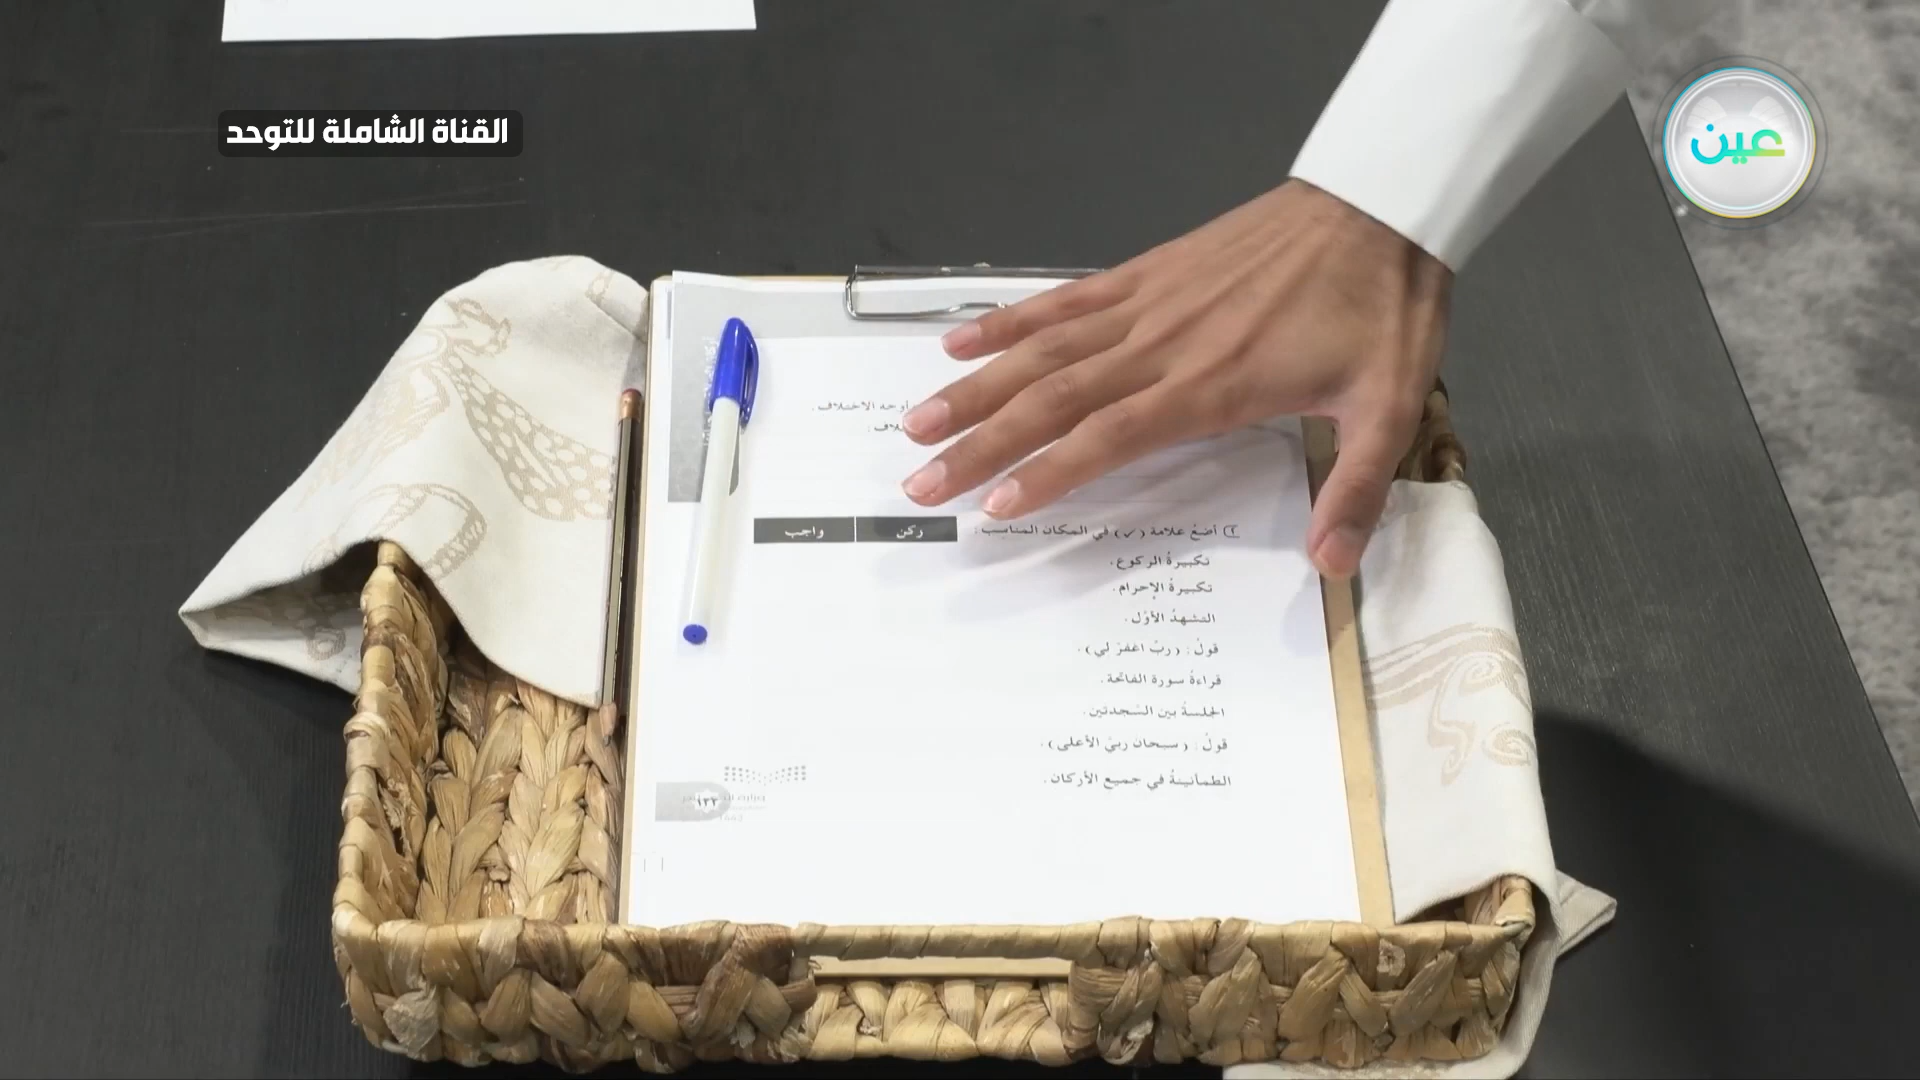 القناة الشاملة للتوحد
عين
أوجه الاختلاف.
٢) أضعُ علامة (✓) في المكان المناسب:
ركن
واجب
تكبيرةُ الركوع.
تكبيرةُ الإحرام.
التشهدُ الأوّل.
قولُ: (ربّ اغفرْ لي).
قراءةُ سورة الفاتحة.
الجلسةُ بين السّجدتين.
قولُ: (سبحان ربيّ الأعلى).
الطمأنينةُ في جميع الأركان.
١٣٣